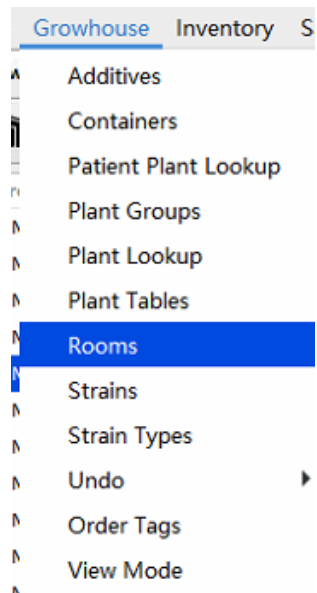 Growhouse Inventory S
Additives
Containers
Patient Plant Lookup
Plant Groups
Plant Lookup
Plant Tables
Rooms
Strains
Strain Types
Undo
Order Tags
View Mode